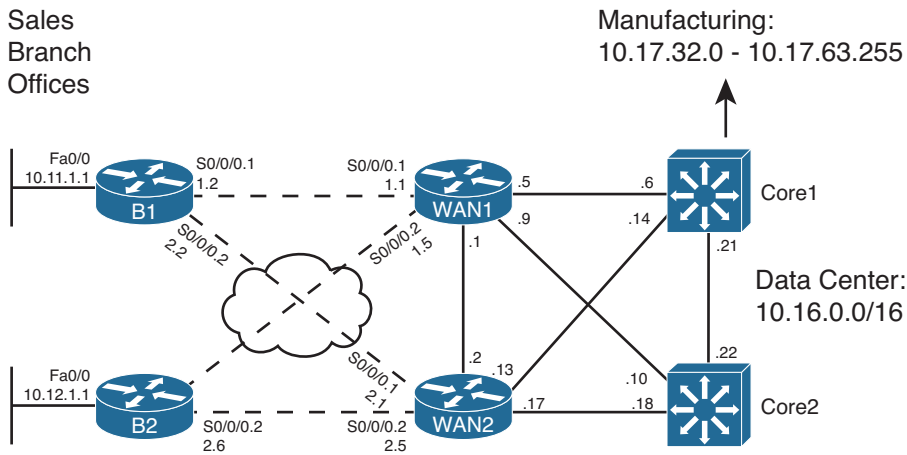 Sales
Branch
Offices
Manufacturing:
10.17.32.0 - 10.17.63.255
Fa0/0
10.11.1.1
B1
S0/0/0.1
1.2
S0/0/0.2
2.2
S0/0/0.1
1.1
WAN1
S0/0/0.2
1.5
.5
.6
.9
.14
.1
Core1
.21
Data Center:
10.16.0.0/16
.22
Fa0/0
10.12.1.1
B2
S0/0/0.2
2.6
S0/0/0.1
2.1
S0/0/0.2
2.5
WAN2
.2
.13
.17
.10
.18
Core2